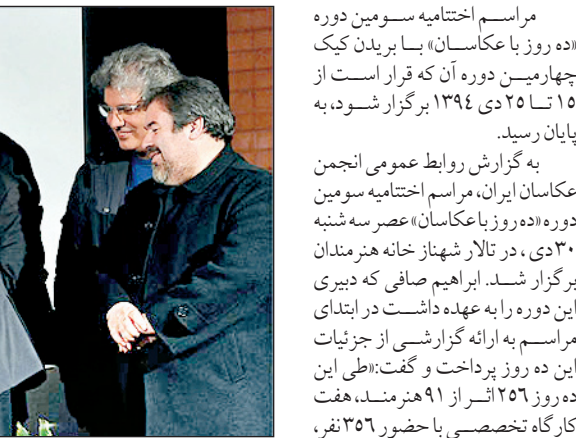 مراسم اختتامیه سومین دوره
«ده روز با عکاسان» با بریدن کیک
چهارمین دوره آن که قرار است از
۱۵ تا ۲۵ دی ۱۳۹۴ برگزار شود، به
پایان رسید.
به گزارش روابط عمومی انجمن
عکاسان ایران، مراسم اختتامیه سومین
دوره «ده روز با عکاسان» عصر سه شنبه
۳۰ دی ، در تالار شهناز خانه هنرمندان
برگزار شد. ابراهیم صافی که دبیری
این دوره را به عهده داشت در ابتدای
مراسم به ارائه گزارشی از جزئیات
این ده روز پرداخت و گفت:«طی این
ده روز ۲۵۶ اثر از ۹۱ هنرمند، هفت
کارگاه تخصصی با حضور ۳۵۶ نفر،